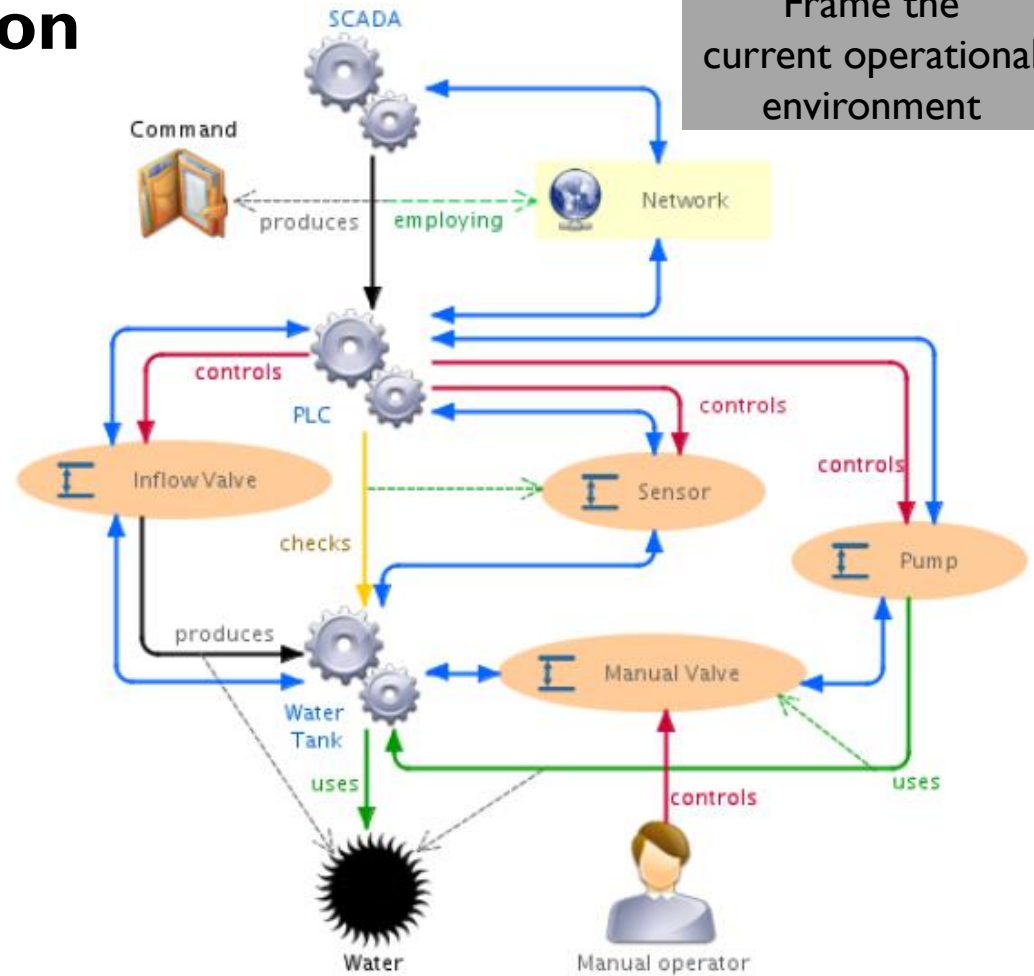 on
Frame the
current operational
environment
SCADA
Command
produces
employing
Network
controls
PLC
controls
controls
Inflow Valve
Sensor
checks
Pump
produces
Manual Valve
Water
Tank
uses
uses
controls
Water
Manual operator